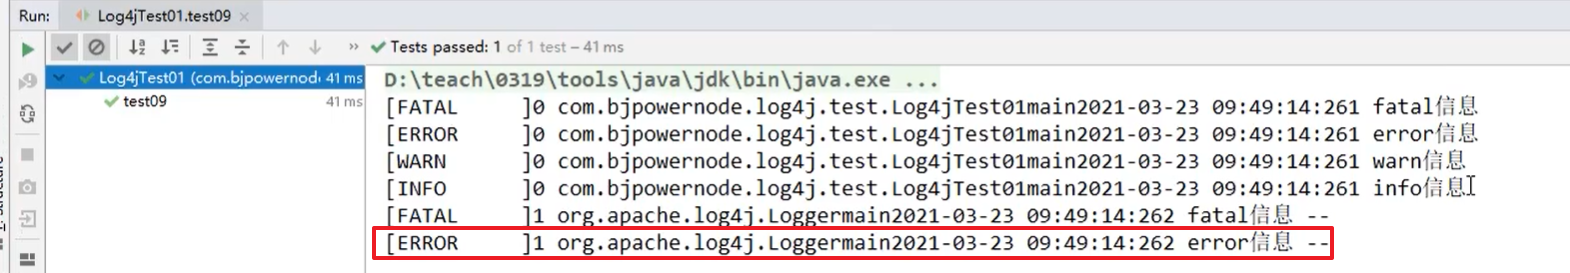 Run: Log4jTest01.test09
Tests passed: 1 of 1 test – 41 ms
Log4jTest01 (com.bjpowernod 41 ms
test09 41 ms
D:\teach\0319\tools\java\jdk\bin\java.exe ...
[FATAL      ]0 com.bjpowernode.log4j.test.Log4jTest01main2021-03-23 09:49:14:261 fatal信息
[ERROR      ]0 com.bjpowernode.log4j.test.Log4jTest01main2021-03-23 09:49:14:261 error信息
[WARN       ]0 com.bjpowernode.log4j.test.Log4jTest01main2021-03-23 09:49:14:261 warn信息
[INFO       ]0 com.bjpowernode.log4j.test.Log4jTest01main2021-03-23 09:49:14:261 info信息
[FATAL      ]1 org.apache.log4j.Loggermain2021-03-23 09:49:14:262 fatal信息 --
[ERROR      ]1 org.apache.log4j.Loggermain2021-03-23 09:49:14:262 error信息 --